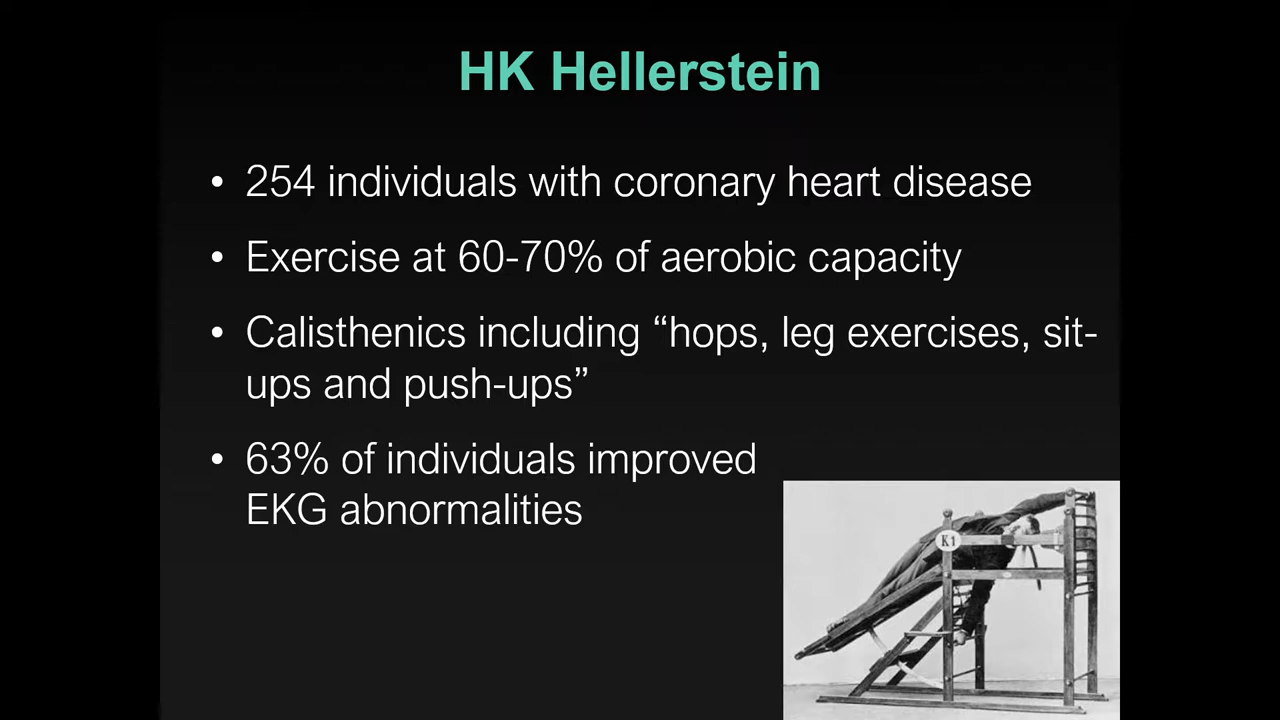 HK Hellerstein
• 254 individuals with coronary heart disease
• Exercise at 60-70% of aerobic capacity
• Calisthenics including “hops, leg exercises, sit-
ups and push-ups”
• 63% of individuals improved
EKG abnormalities
K1